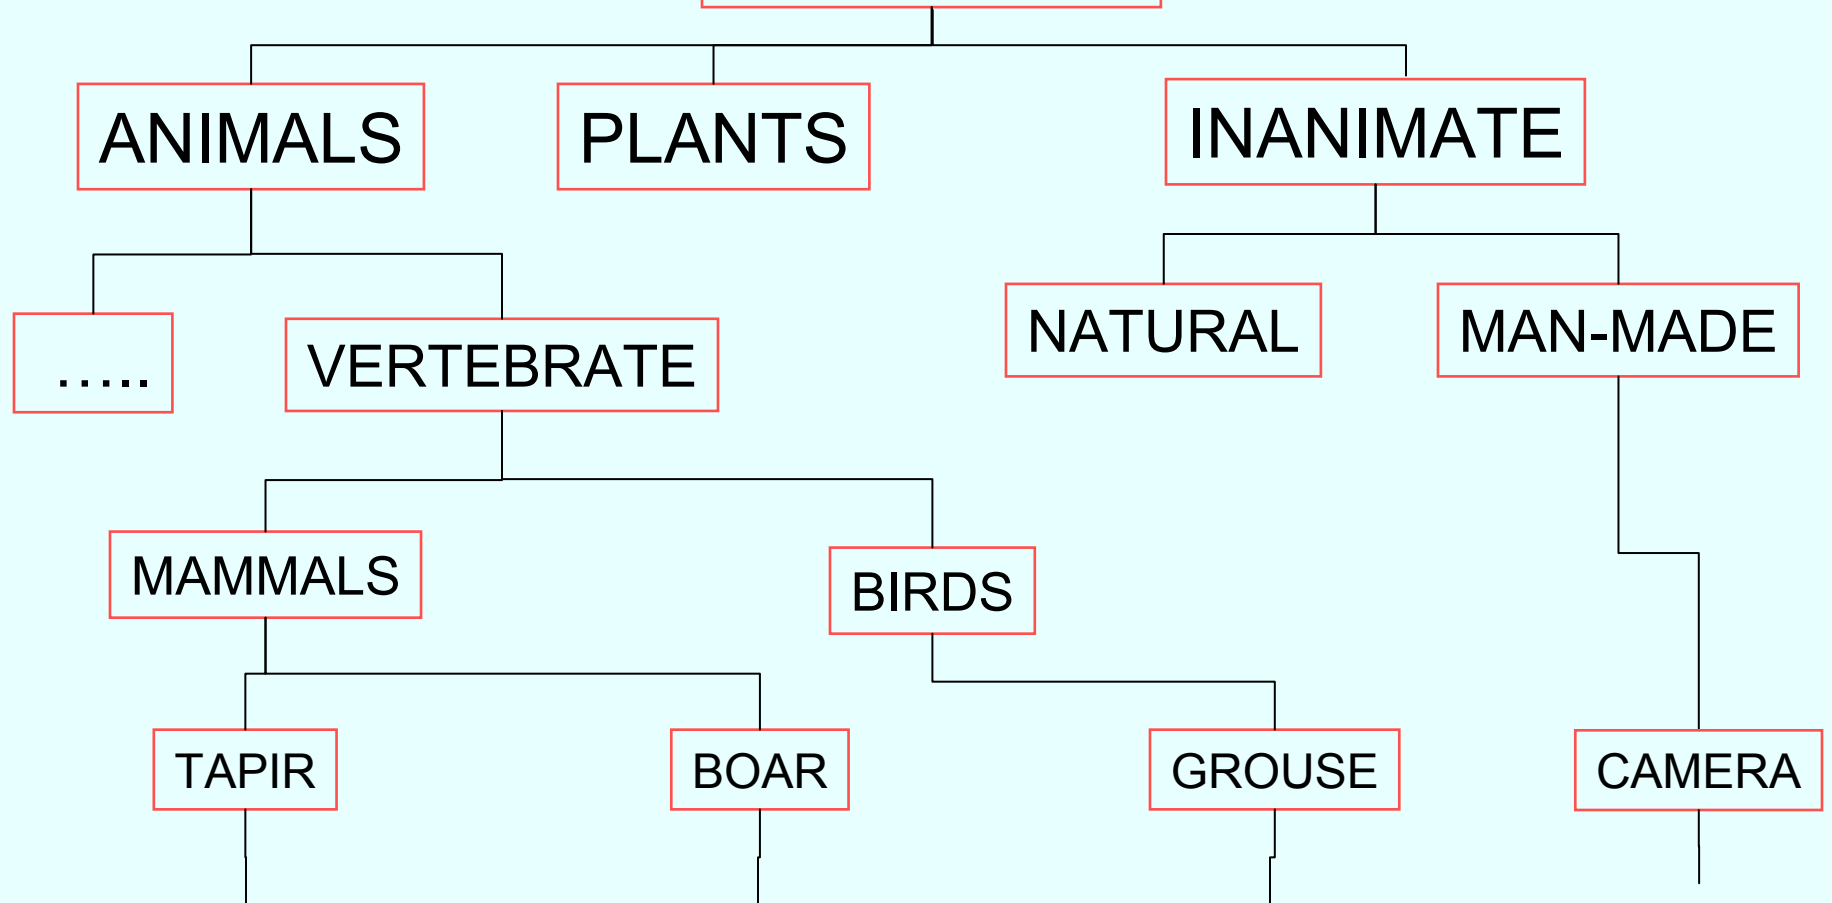 ANIMALS
PLANTS
INANIMATE
…..
VERTEBRATE
NATURAL
MAN-MADE
MAMMALS
BIRDS
TAPIR
BOAR
GROUSE
CAMERA